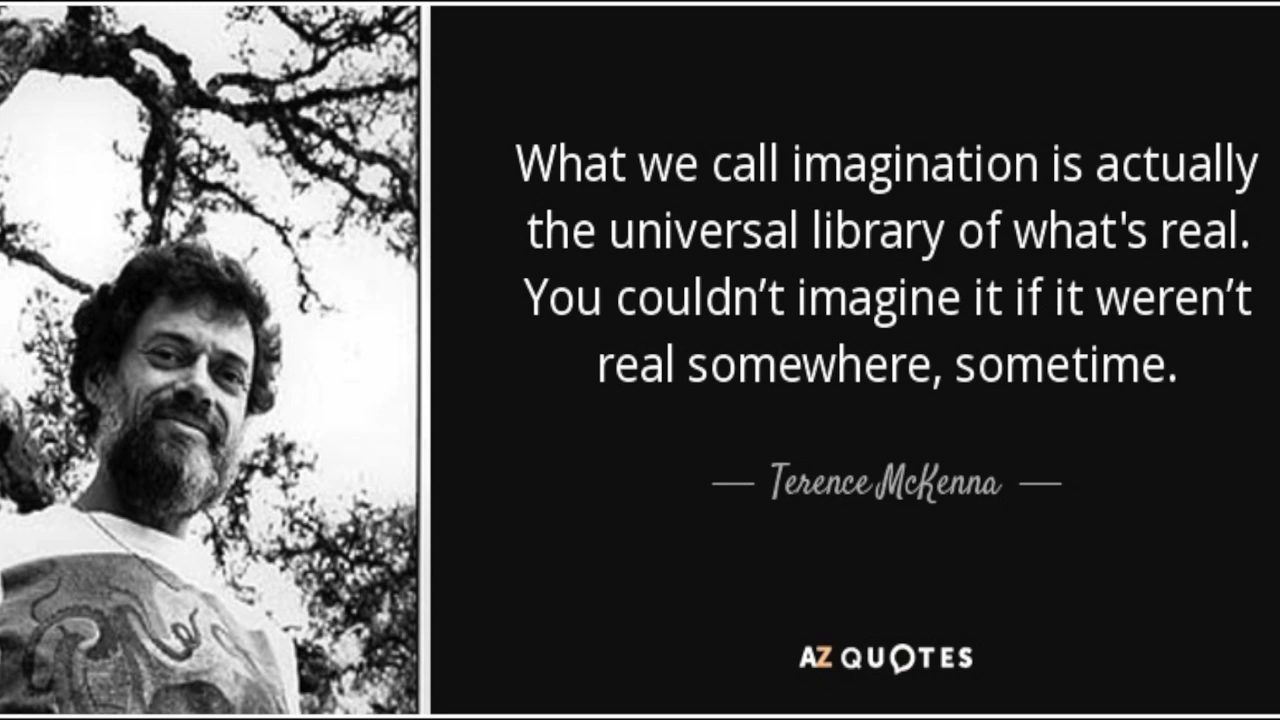 What we call imagination is actually
the universal library of what's real.
You couldn’t imagine it if it weren’t
real somewhere, sometime.
Terence McKenna
AZ QUOTES